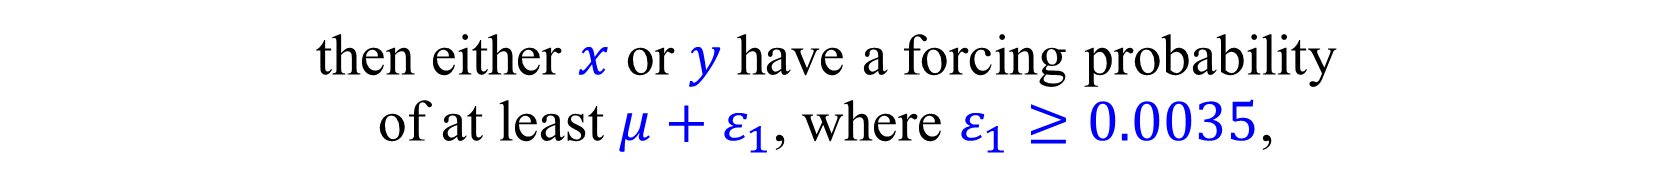 then either x or y have a forcing probability
of at least μ + ε₁, where ε₁ ≥ 0.0035,